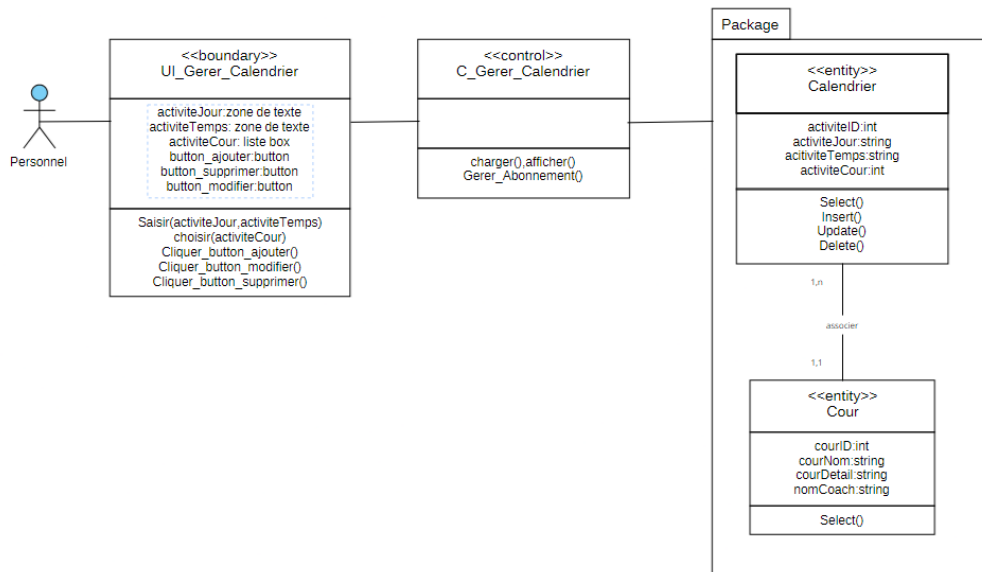 Personnel
<<boundary>>
UI_Gerer_Calendrier
activiteJour:zone de texte
activiteTemps: zone de texte
activiteCour: liste box
button_ajouter:button
button_supprimer:button
button_modifier:button
Saisir(activiteJour,activiteTemps)
choisir(activiteCour)
Cliquer_button_ajouter()
Cliquer_button_modifier()
Cliquer_button_supprimer()
<<control>>
C_Gerer_Calendrier
charger(),afficher()
Gerer_Abonnement()
Package
<<entity>>
Calendrier
activiteID:int
activiteJour:string
acitiviteTemps:string
activiteCour:int
Select()
Insert()
Update()
Delete()
1,n
associer
1,1
<<entity>>
Cour
courID:int
courNom:string
courDetail:string
nomCoach:string
Select()